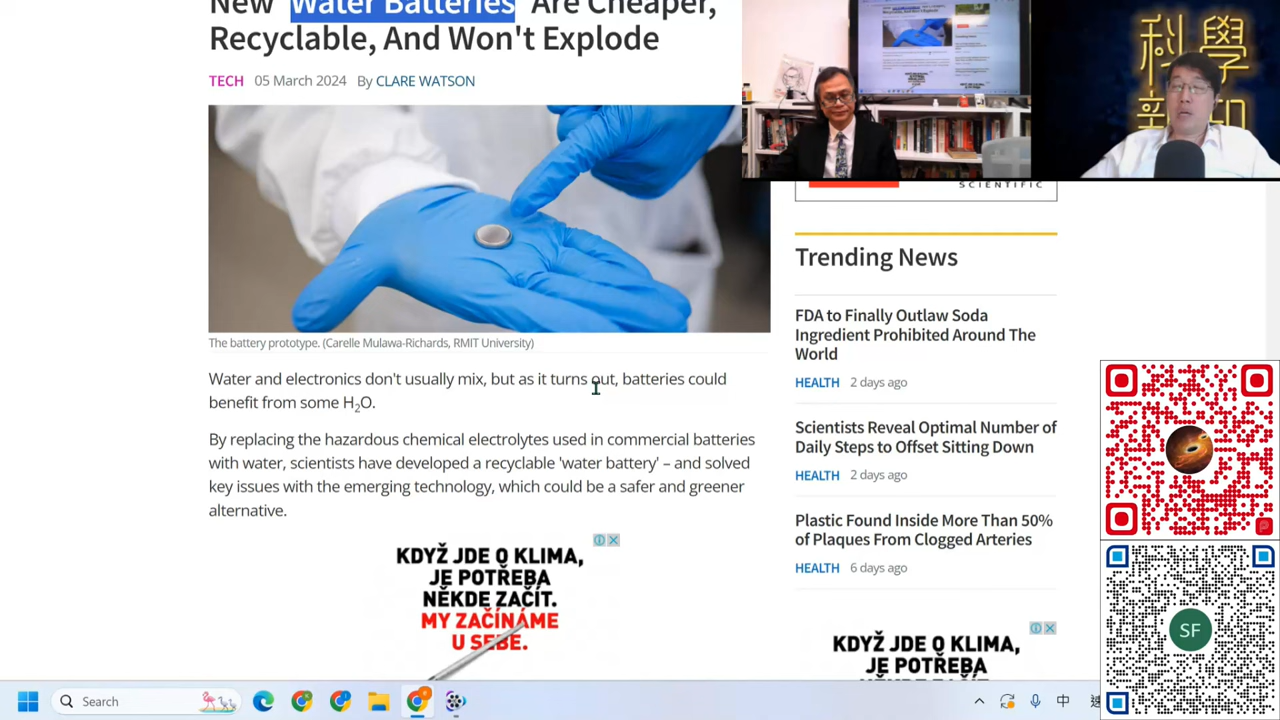 New 'Water Batteries' Are Cheaper,
Recyclable, And Won't Explode
TECH 05 March 2024 By CLARE WATSON
The battery prototype. (Carelle Mulawa-Richards, RMIT University)
Water and electronics don't usually mix, but as it turns out, batteries could
benefit from some H₂O.
By replacing the hazardous chemical electrolytes used in commercial batteries
with water, scientists have developed a recyclable 'water battery' – and solved
key issues with the emerging technology, which could be a safer and greener
alternative.
KDYŽ JDE O KLIMA,
JE POTŘEBA
NĚKDE ZAČÍT.
MY ZAČÍNÁME
U SEBE.
科學
SCIENTIFIC
Trending News
FDA to Finally Outlaw Soda
Ingredient Prohibited Around The
World
HEALTH 2 days ago
Scientists Reveal Optimal Number of
Daily Steps to Offset Sitting Down
HEALTH 2 days ago
Plastic Found Inside More Than 50%
of Plaques From Clogged Arteries
HEALTH 6 days ago
KDYŽ JDE O KLIMA,
JE POTŘEBA
SF
Search
中